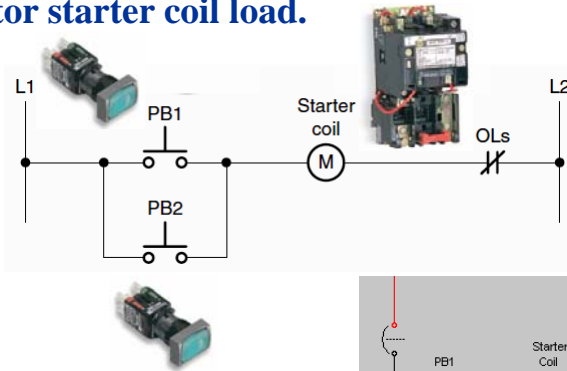 tor starter coil load.
L1
PB1
Starter
coil
M
OLs
L2
PB2
PB1
Starter
Coil